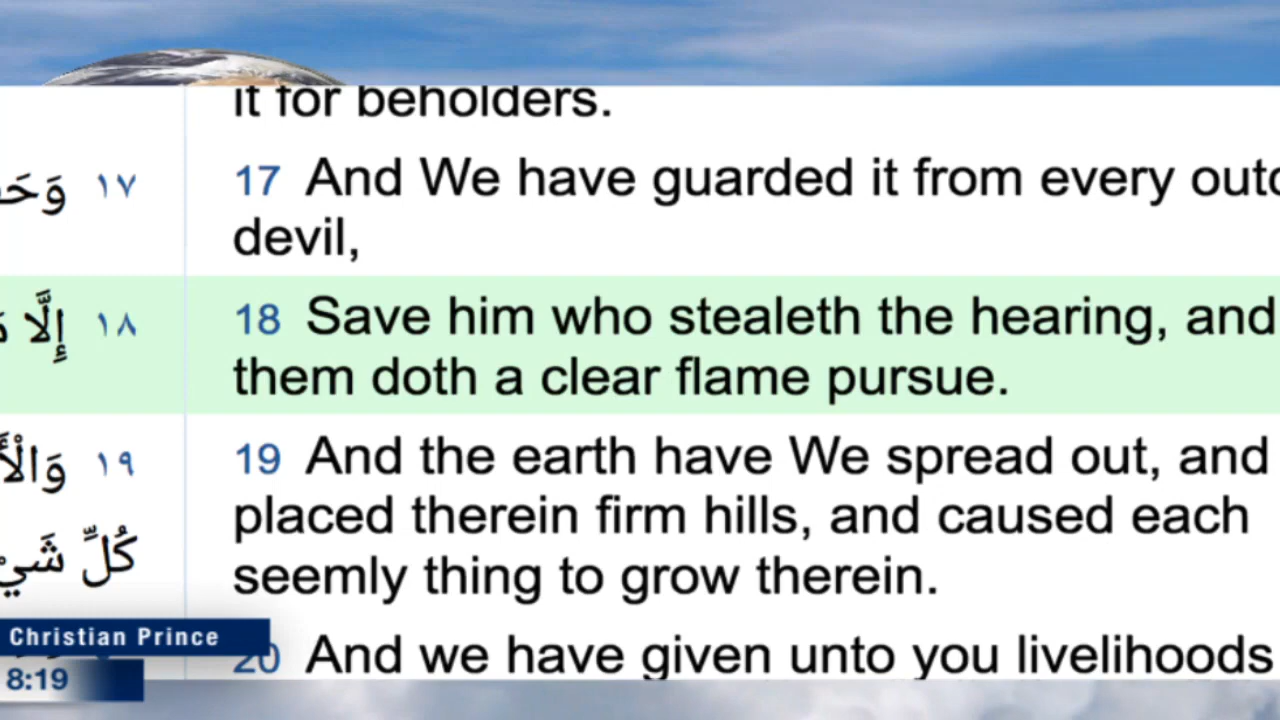 it for beholders.
١٧ 17 And We have guarded it from every
devil,
إِلَّا ١٨ 18 Save him who stealeth the hearing, and
them doth a clear flame pursue.
١٩ 19 And the earth have We spread out, and
placed therein firm hills, and caused each
كُلِّ seemly thing to grow therein.
Christian Prince
20 And we have given unto you livelihoods
8:19